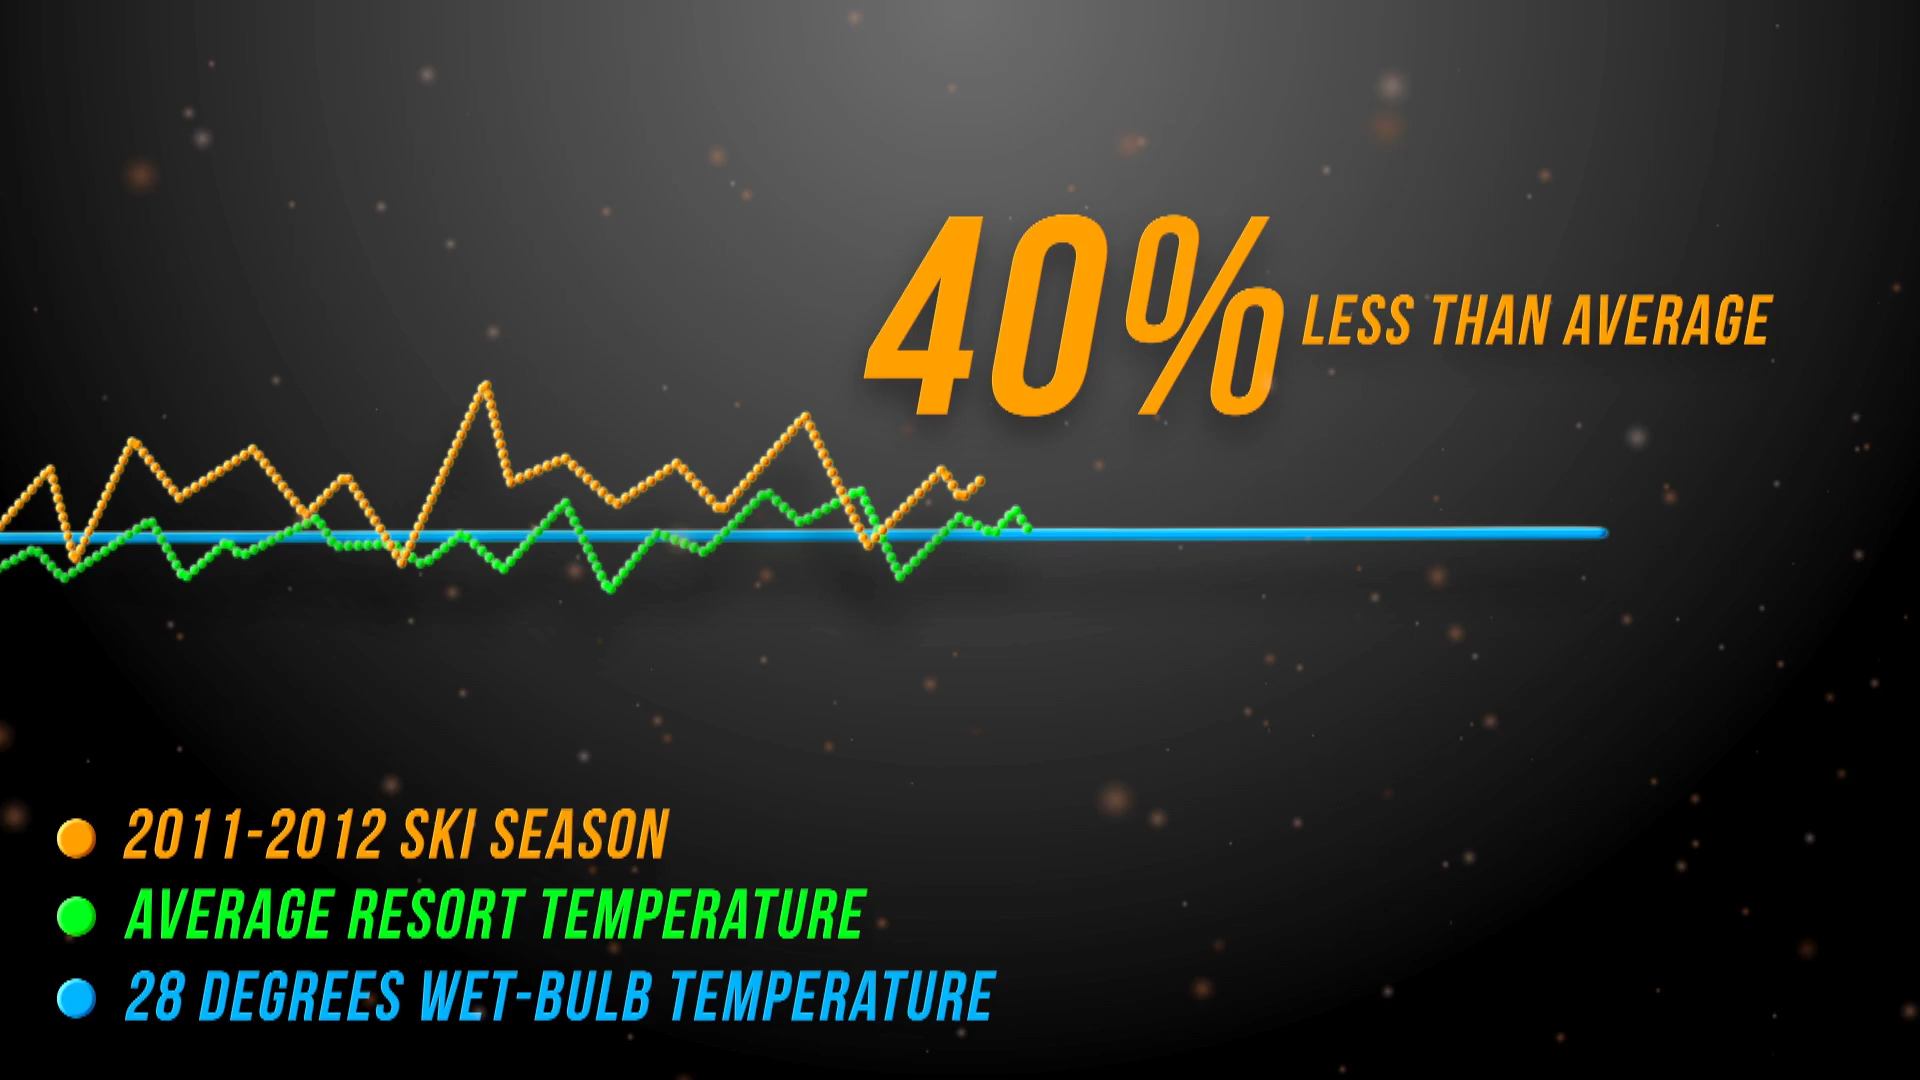 40% LESS THAN AVERAGE
2011-2012 SKI SEASON
AVERAGE RESORT TEMPERATURE
28 DEGREES WET-BULB TEMPERATURE